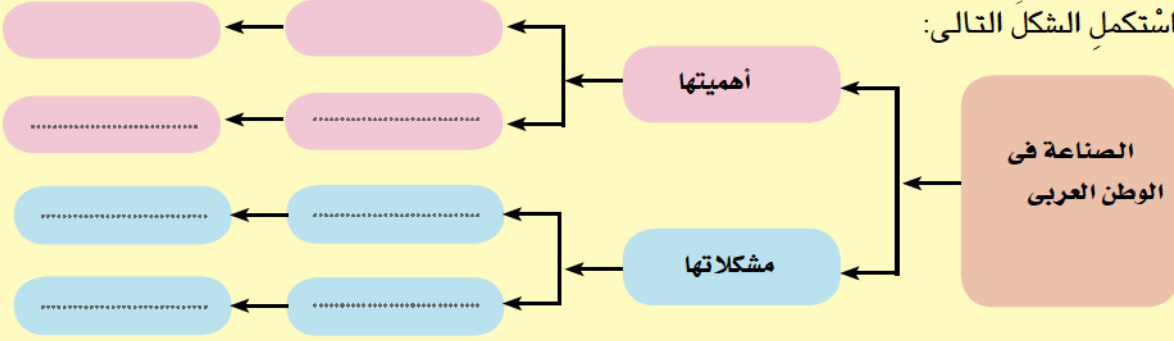 اسْتكملِ الشكلَ التالى:
أهميتها
الصناعة فى
الوطن العربى
مشكلاتها